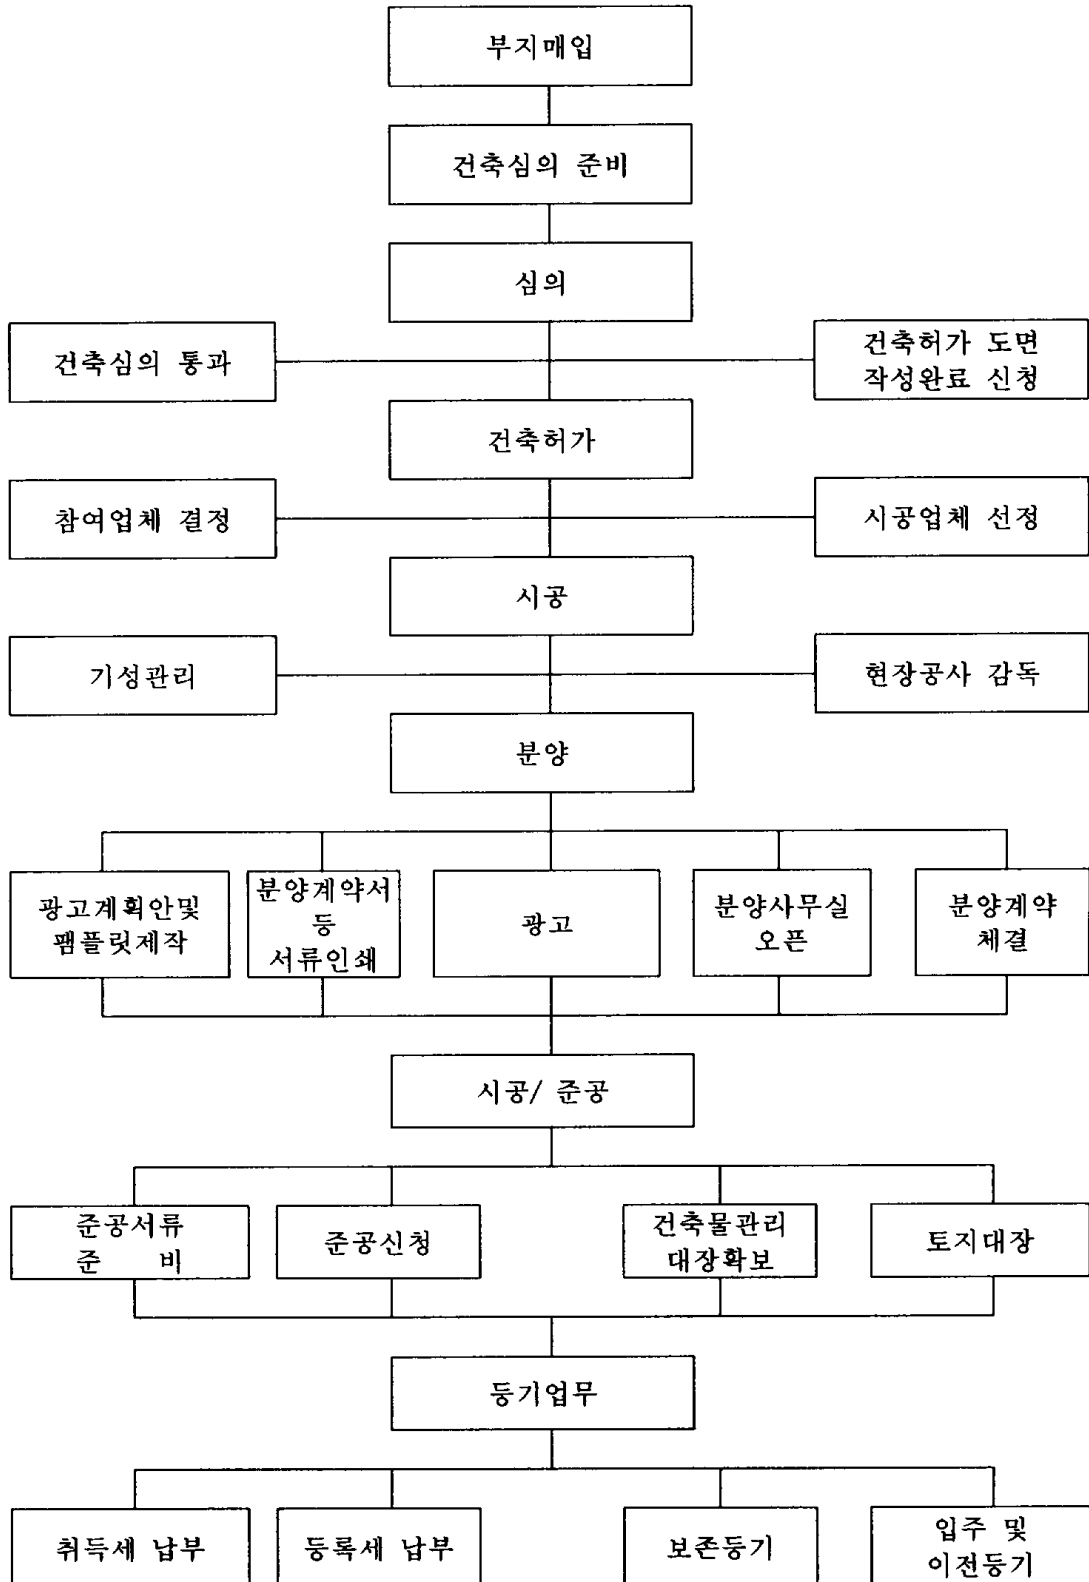 부지매입
건축심의 준비
심의
건축심의 통과
건축허가 도면
작성완료 신청
건축허가
참여업체 결정
시공업체 선정
시공
기성관리
현장공사 감독
분양
광고계획안및
팸플릿제작
분양계약서
등
서류인쇄
광고
분양사무실
오픈
분양계약
체결
시공/ 준공
준공서류
준 비
준공신청
건축물관리
대장확보
토지대장
등기업무
취득세 납부
등록세 납부
보존등기
입주 및
이전등기